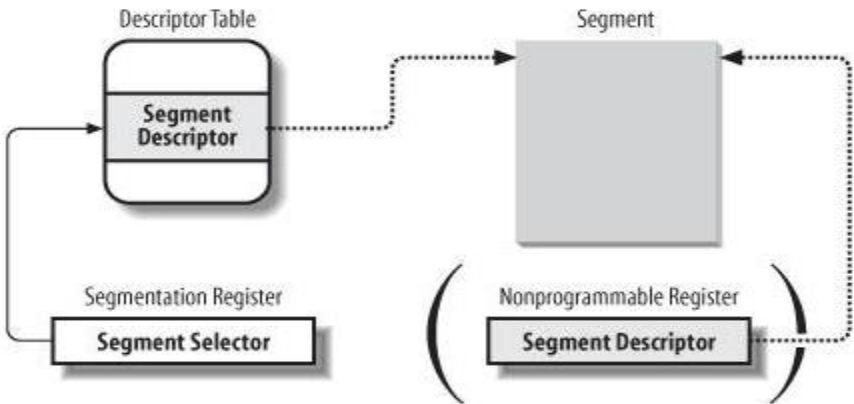 Descriptor Table
Segment
Segment
Descriptor
Segmentation Register
Nonprogrammable Register
Segment Selector
Segment Descriptor